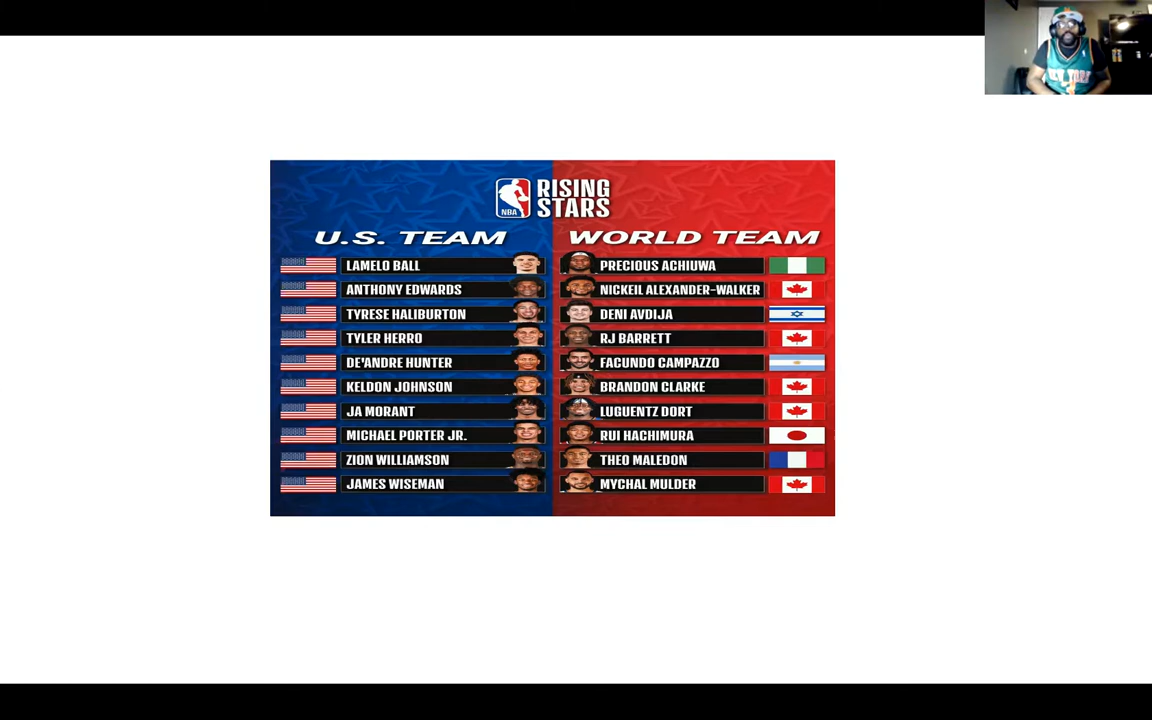 NEW YORK
NBA
RISING
STARS
U.S. TEAM
LAMELO BALL
ANTHONY EDWARDS
TYRESE HALIBURTON
TYLER HERRO
DE'ANDRE HUNTER
KELDON JOHNSON
JA MORANT
MICHAEL PORTER JR.
ZION WILLIAMSON
JAMES WISEMAN
WORLD TEAM
PRECIOUS ACHIUWA
NICKEIL ALEXANDER-WALKER
DENI AVDIJA
RJ BARRETT
FACUNDO CAMPAZZO
BRANDON CLARKE
LUGUENTZ DORT
RUI HACHIMURA
THEO MALEDON
MYCHAL MULDER